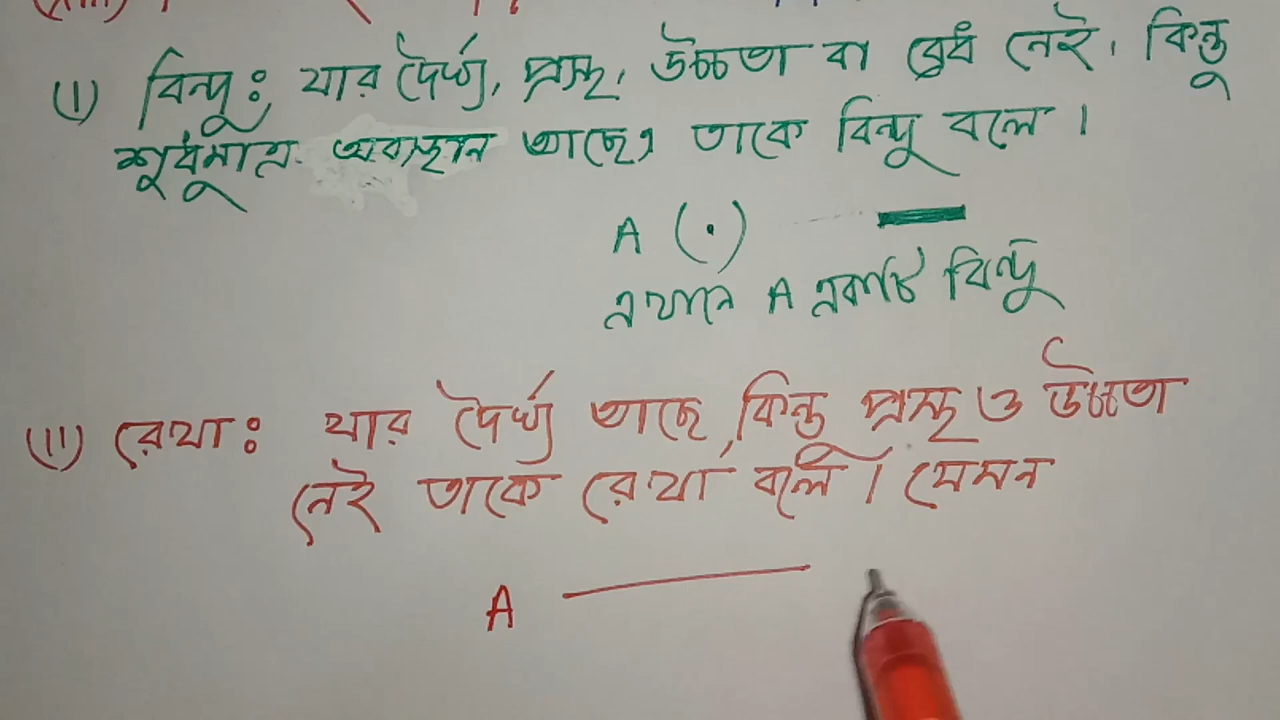 (I) বিন্দু: যার দৈর্ঘ্য, প্রস্থ, উচ্চতা বা বেধ নেই, কিন্তু
শুধুমাত্র অবস্থান আছে, তাকে বিন্দু বলে।
A (.)
এখানে A একটি বিন্দু
(II) রেখা: যার দৈর্ঘ্য আছে, কিন্তু প্রস্থ ও উচ্চতা
নেই তাকে রেখা বলে। যেমন
A